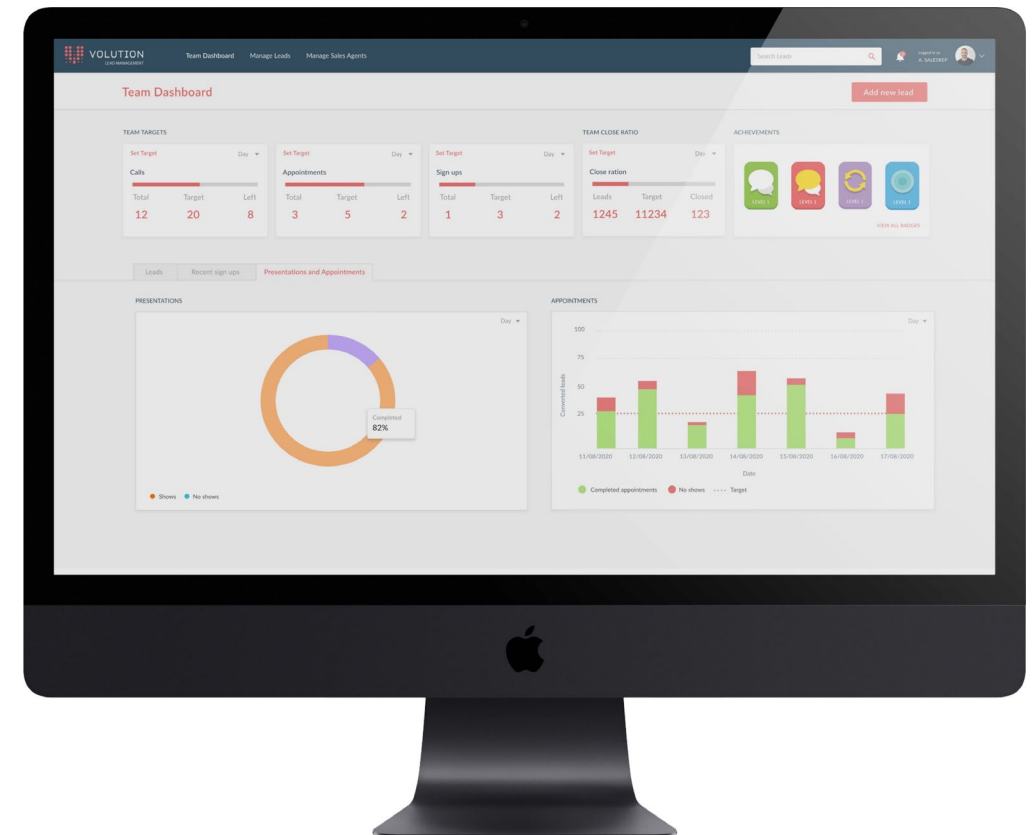 VOLUTION
LEAD MANAGEMENT
Team Dashboard
Manage Leads
Manage Sales Agents
Search Leads
Logged in as
A. SALESREP
Team Dashboard
Add new lead
TEAM TARGETS
TEAM CLOSE RATIO
ACHIEVEMENTS
Set Target
Day
Calls
Total Target Left
12 20 8
Set Target
Day
Appointments
Total Target Left
3 5 2
Set Target
Day
Sign ups
Total Target Left
1 3 2
Set Target
Day
Close ration
Leads Target Closed
1245 11234 123
LEVEL 1
LEVEL 1
LEVEL 1
LEVEL 1
VIEW ALL BADGES
Leads
Recent sign ups
Presentations and Appointments
PRESENTATIONS
Day
Completed
82%
Shows
No shows
APPOINTMENTS
Day
100
75
50
25
Converted leads
11/08/2020 12/08/2020 13/08/2020 14/08/2020 15/08/2020 16/08/2020 17/08/2020
Date
Completed appointments
No shows
Target